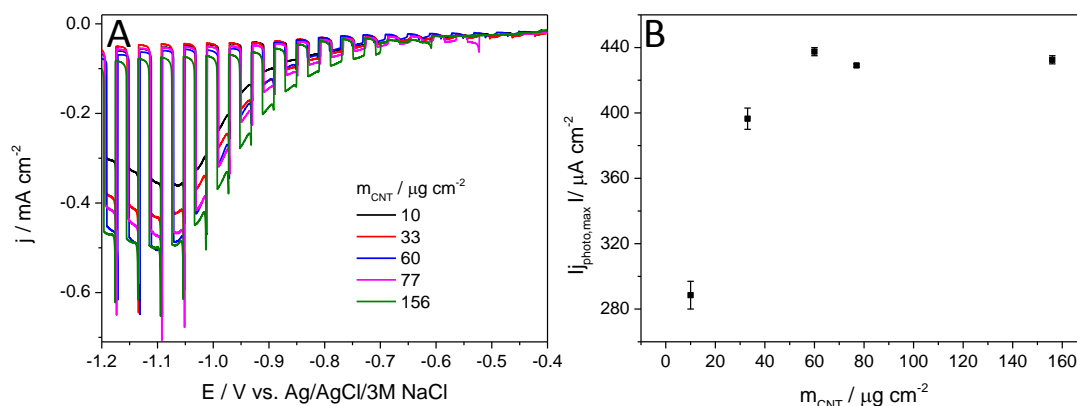 A
0.0
-0.2
-0.4
-0.6
j / mA cm-2
mCNT / μg cm-2
10
33
60
77
156
-1.2 -1.1 -1.0 -0.9 -0.8 -0.7 -0.6 -0.5 -0.4
E / V vs. Ag/AgCl/3M NaCl
B
440
400
360
320
280
Ijphoto,max I/ μA cm-2
0 20 40 60 80 100 120 140 160
mCNT / μg cm-2